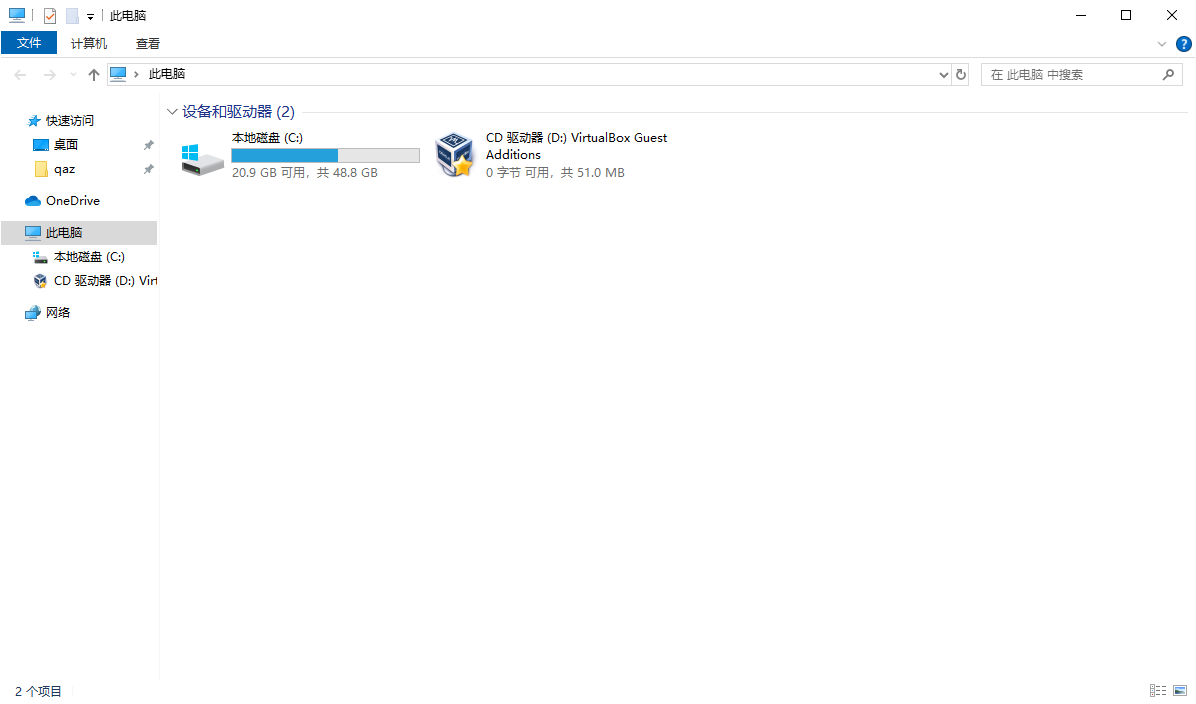 此电脑
文件 计算机 查看
此电脑
在 此电脑 中搜索
快速访问
桌面
qaz
OneDrive
此电脑
本地磁盘 (C:)
CD 驱动器 (D:) Virt
网络
设备和驱动器 (2)
本地磁盘 (C:)
20.9 GB 可用，共 48.8 GB
CD 驱动器 (D:) VirtualBox Guest
Additions
0 字节 可用，共 51.0 MB
2 个项目